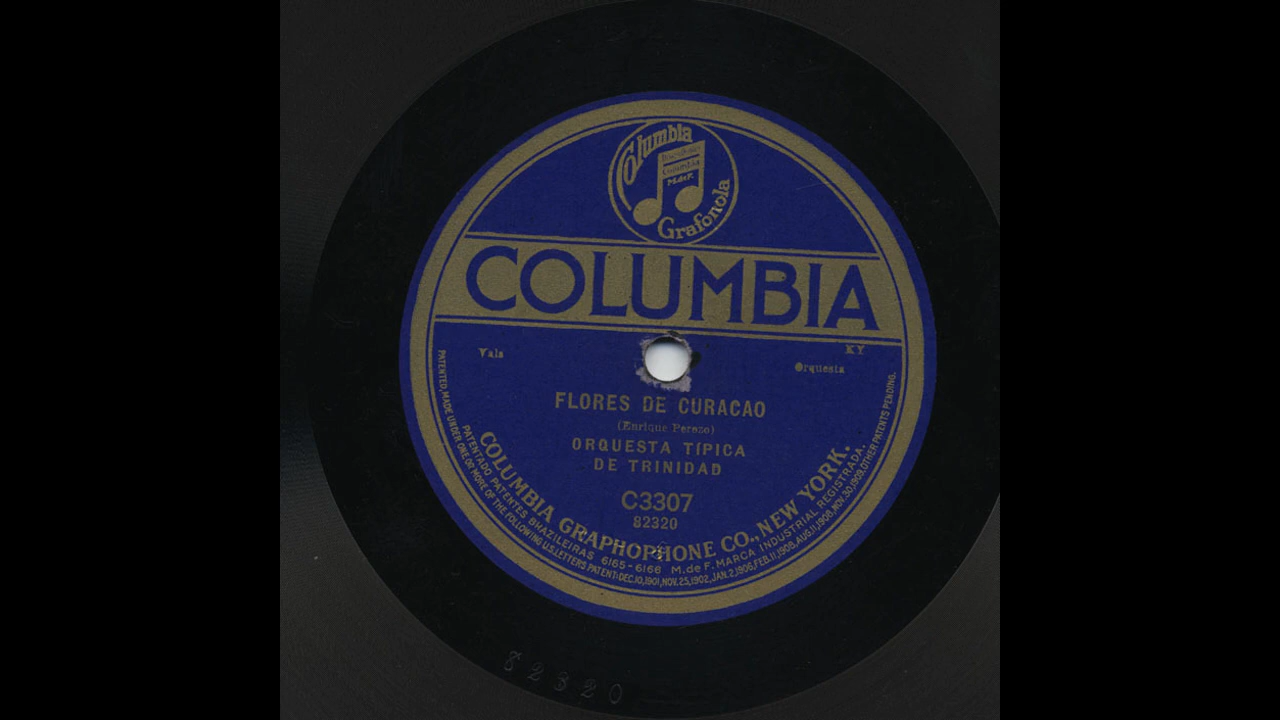 Columbia
M.de F.
Grafonola
COLUMBIA
Vals
KY
Orquesta
FLORES DE CURACAO
(Enrique Perezo)
ORQUESTA TÍPICA
DE TRINIDAD
C3307
82320
COLUMBIA GRAPHOPHONE CO., NEW YORK.
PATENTADO PATENTES BRAZILEIRAS 6165-6166 M. de F. MARCA INDUSTRIAL REGISTRADA.
PATENTED, MADE UNDER ONE OR MORE OF THE FOLLOWING U.S. LETTERS PATENT: DEC.10,1901, NOV.25,1902, JAN.2,1906, FEB.11,1908, AUG.11,1908, NOV.30,1909, OTHER PATENTS PENDING.
82320